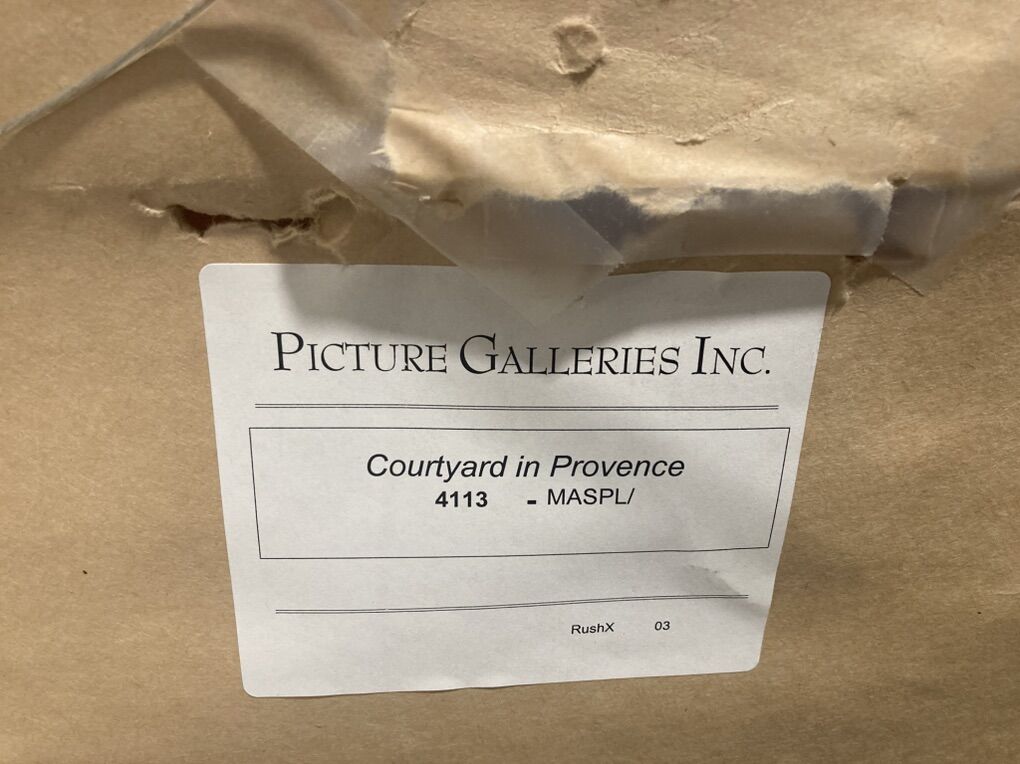 PICTURE GALLERIES INC.
Courtyard in Provence
4113 - MASPL/
RushX 03